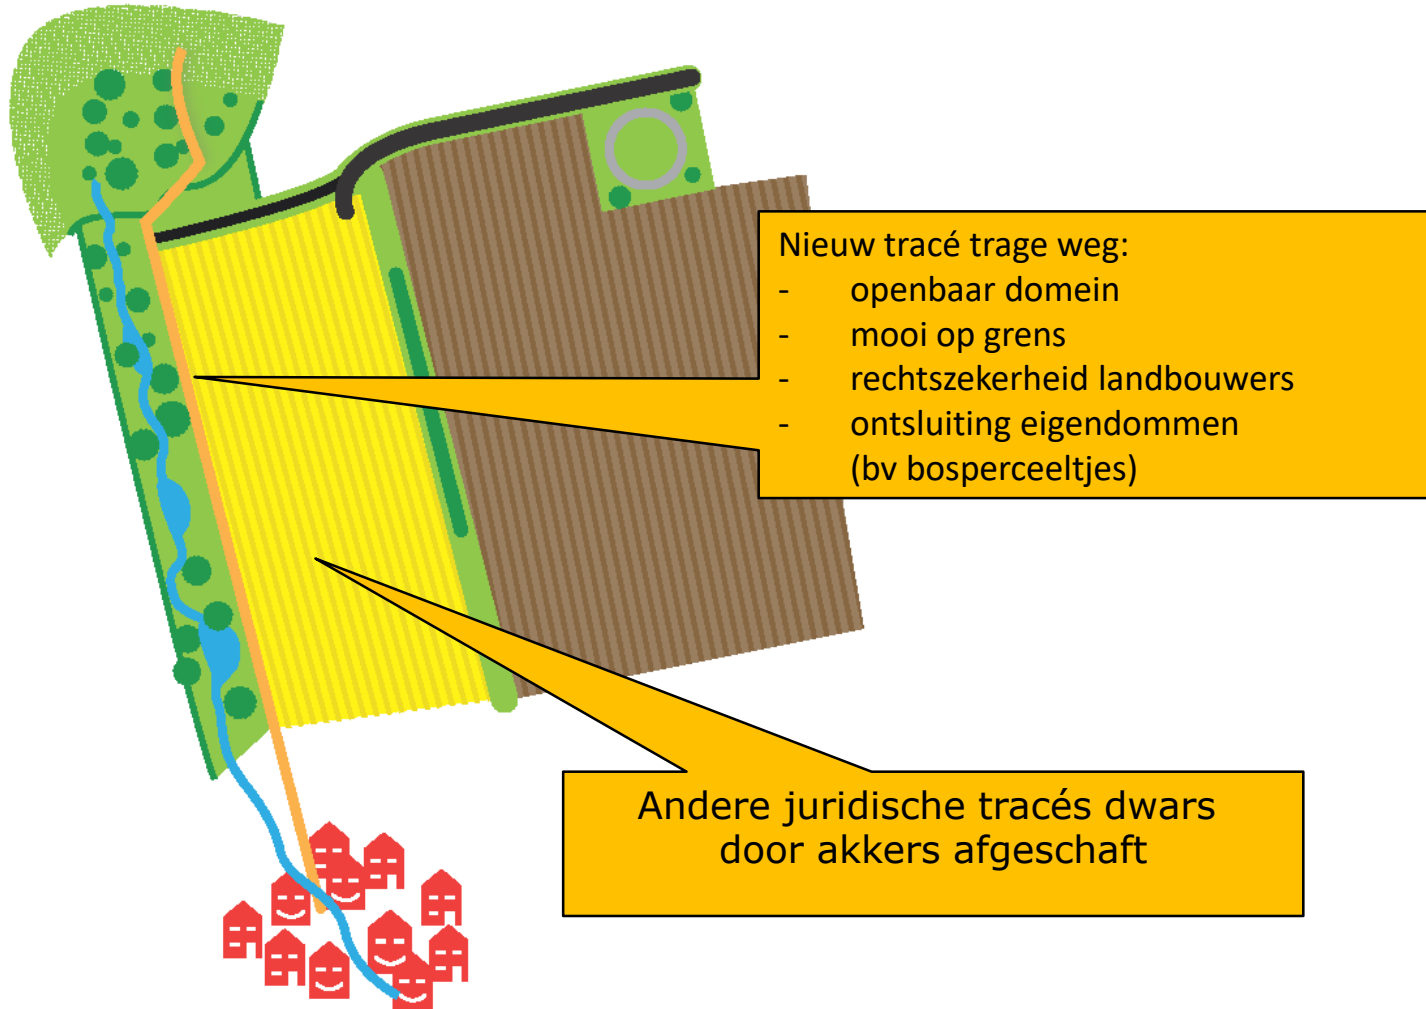 Nieuw tracé trage weg:
- openbaar domein
- mooi op grens
- rechtszekerheid landbouwers
- ontsluiting eigendommen
(bv bosperceeltjes)
Andere juridische tracés dwars
door akkers afgeschaft